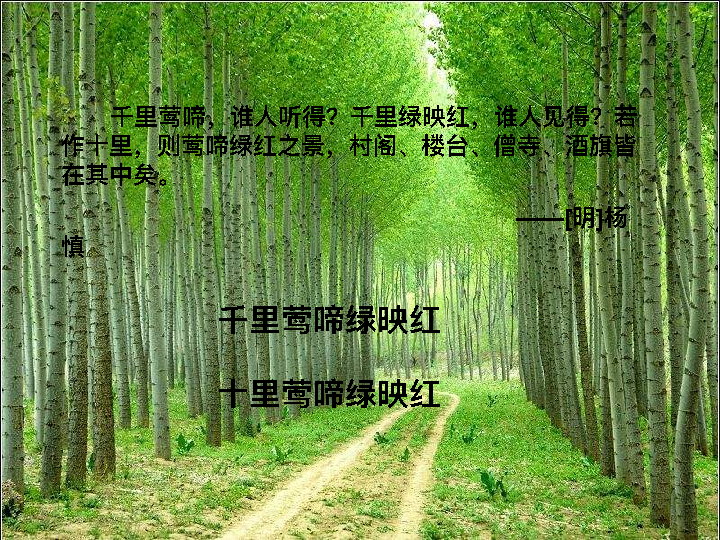 千里莺啼，谁人听得？千里绿映红，谁人见得？若
作十里，则莺啼绿红之景，村阁、楼台、僧寺、酒旗皆
在其中矣。
——[明]杨
慎
千里莺啼绿映红
十里莺啼绿映红